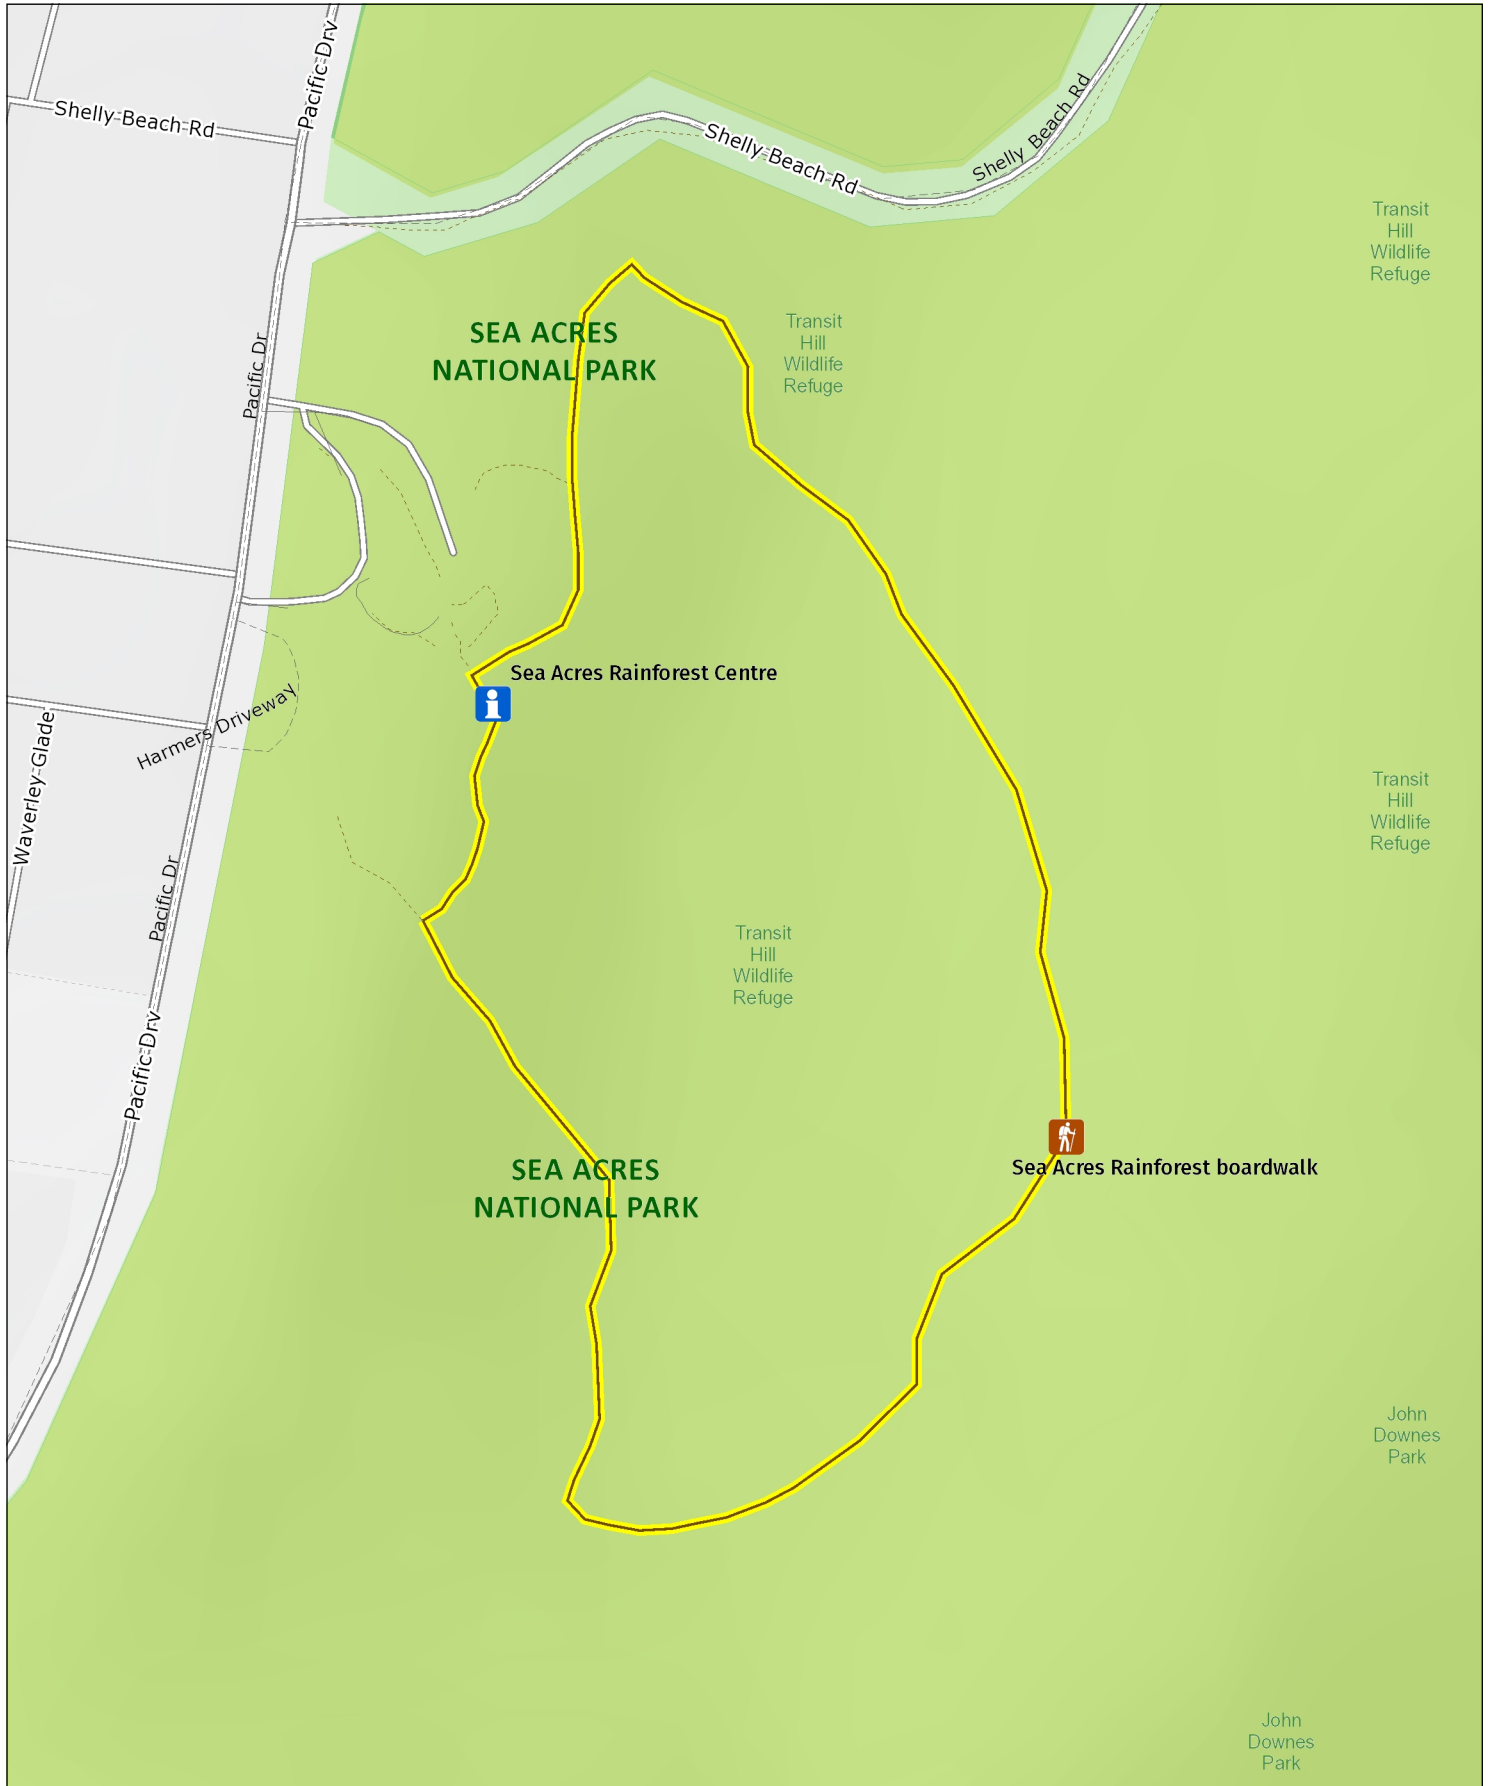 Pacific Drv
Shelly Beach Rd
Shelly Beach Rd
Shelly Beach Rd
Transit
Hill
Wildlife
Refuge
SEA ACRES
NATIONAL PARK
Transit
Hill
Wildlife
Refuge
Pacific Dr
Sea Acres Rainforest Centre
Harmers Driveway
Waverley Glade
Transit
Hill
Wildlife
Refuge
Pacific Dr
Transit
Hill
Wildlife
Refuge
Pacific Drv
SEA ACRES
NATIONAL PARK
Sea Acres Rainforest boardwalk
John
Downes
Park
John
Downes
Park